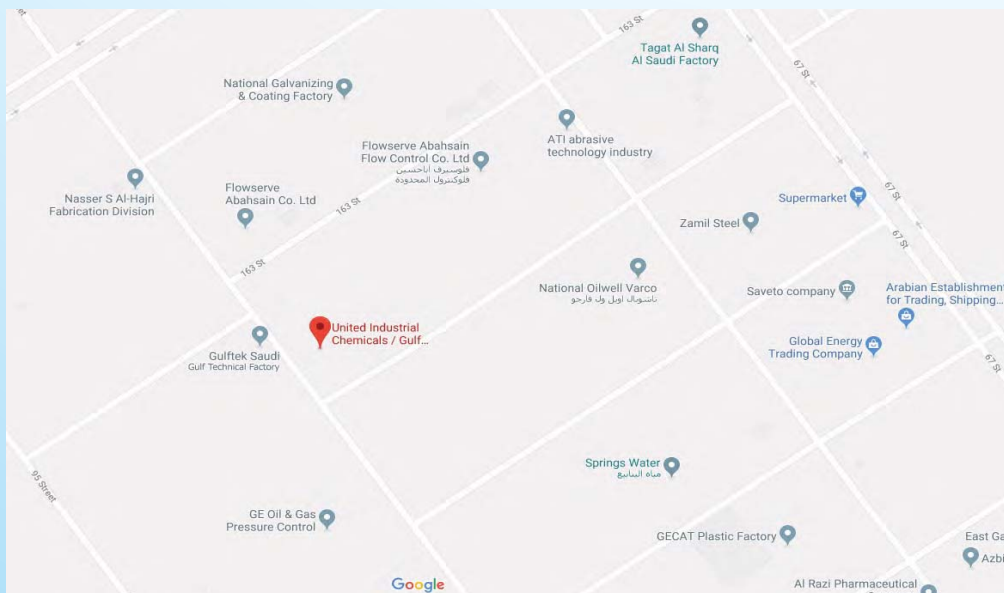 163 St
Tagat Al Sharq
Al Saudi Factory
67 St
National Galvanizing
& Coating Factory
ATI abrasive
technology industry
Flowserve Abahsain
Flow Control Co. Ltd
فلوسيرف أباحسين
فلوكنترول المحدودة
Nasser S Al-Hajri
Fabrication Division
Flowserve
Abahsain Co. Ltd
163 St
Supermarket
67 St
Zamil Steel
67 St
163 St
National Oilwell Varco
ناشونال اويل ول فارجو
Saveto company
Arabian Establishment
for Trading, Shipping...
United Industrial
Chemicals / Gulf...
Gulftek Saudi
Gulf Technical Factory
Global Energy
Trading Company
67 St
Springs Water
مياه الينابيع
95 Street
GE Oil & Gas
Pressure Control
GECAT Plastic Factory
East Ga
Azbi
Google
Al Razi Pharmaceutical